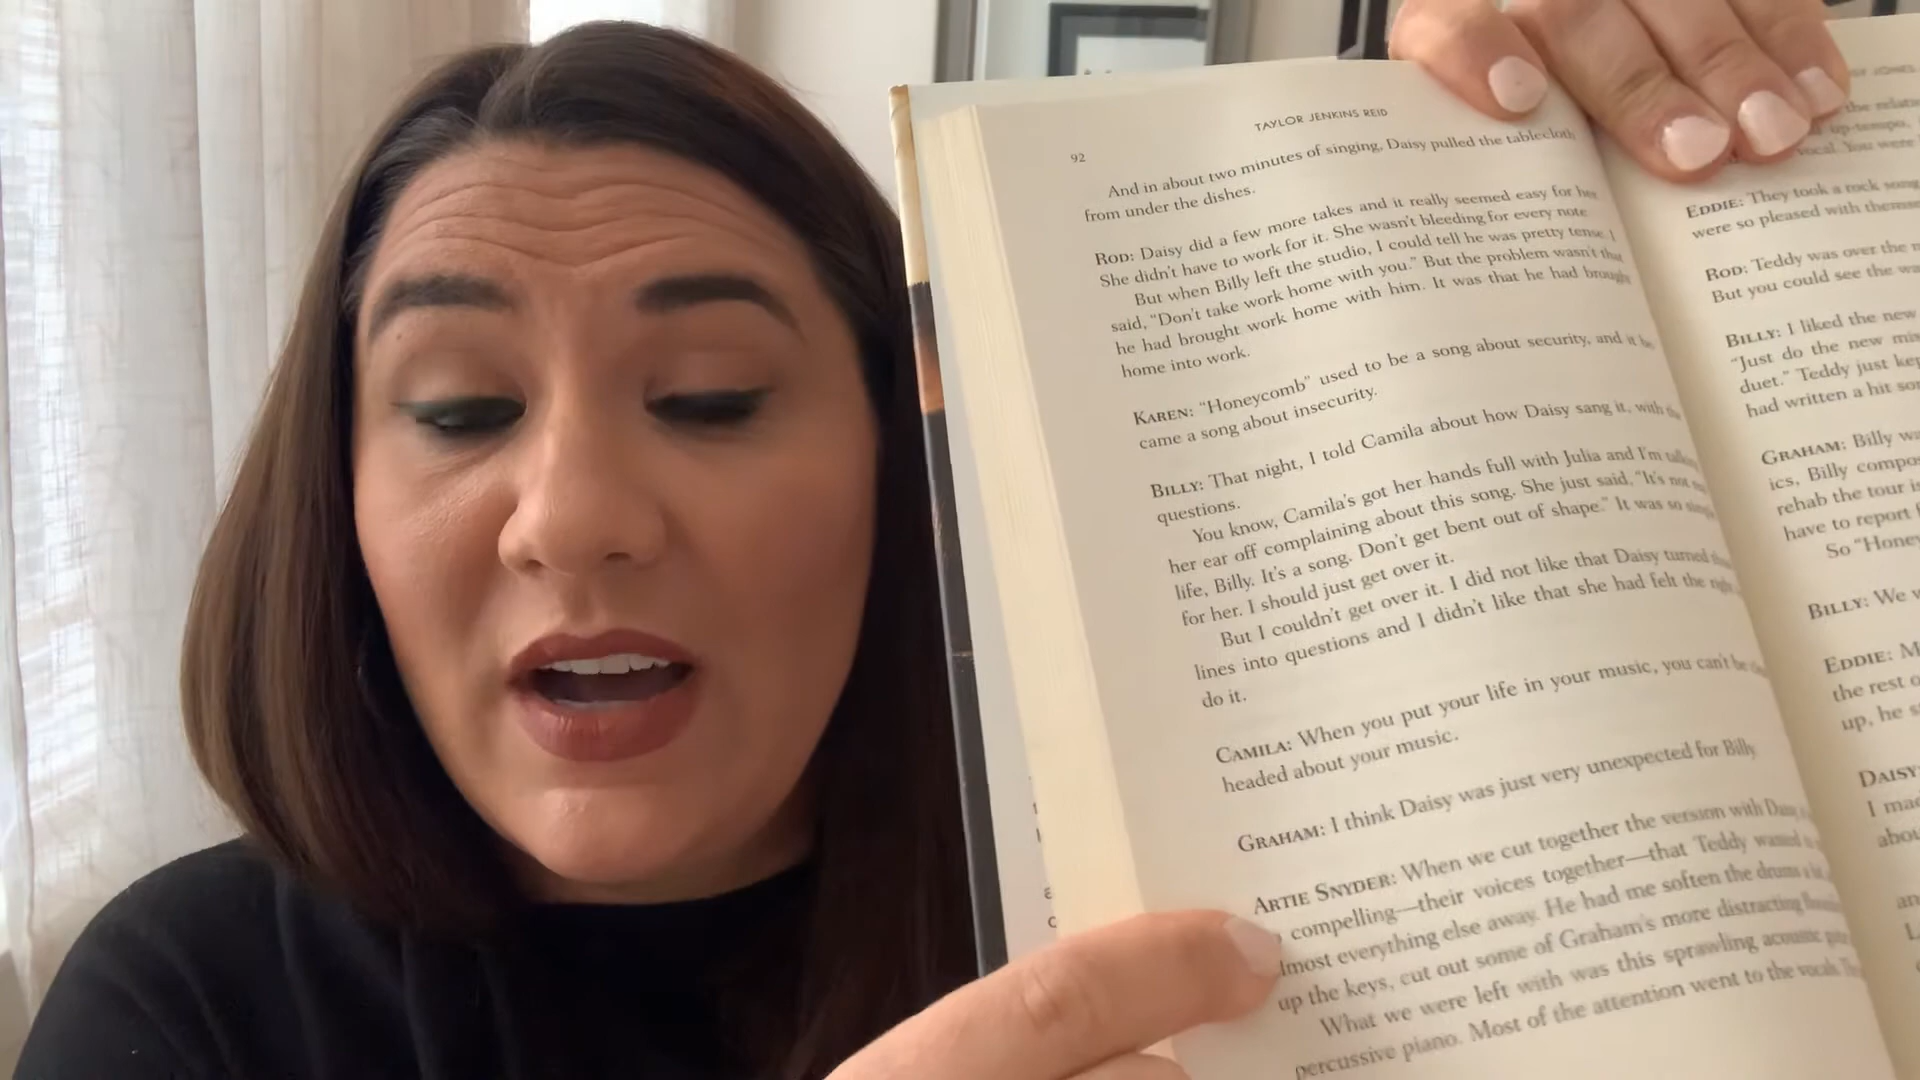 TAYLOR JENKINS REID
92
And in about two minutes of singing, Daisy pulled the tablecloth
from under the dishes.
ROD: Daisy did a few more takes and it really seemed easy for her.
She didn't have to work for it. She wasn't bleeding for every note.
But when Billy left the studio, I could tell he was pretty tense. I
said, "Don't take work home with you." But the problem wasn't that
he had brought work home with him. It was that he had brought
home into work.
KAREN: "Honeycomb" used to be a song about security, and it be-
came a song about insecurity.
BILLY: That night, I told Camila about how Daisy sang it, with the
questions.
You know, Camila's got her hands full with Julia and I'm talking
her ear off complaining about this song. She just said, "It's not
life, Billy. It's a song. Don't get bent out of shape." It was so simple
for her. I should just get over it.
But I couldn't get over it. I did not like that Daisy turned
lines into questions and I didn't like that she had felt the right
do it.
CAMILA: When you put your life in your music, you can't be
headed about your music.
GRAHAM: I think Daisy was just very unexpected for Billy.
ARTIE SNYDER: When we cut together the version with Daisy
compelling—their voices together—that Teddy wanted
most everything else away. He had me soften the drums a bit,
up the keys, cut out some of Graham's more distracting
What we were left with was this sprawling acoustic
percussive piano. Most of the attention went to the vocals.
JONES
the
up-tempo,
vocal. You were
EDDIE: They took a rock song
were so pleased with
ROD: Teddy was over the
But you could see the
BILLY: I liked the new
"Just do the new
duet." Teddy just
had written a hit
GRAHAM: Billy
ics, Billy
rehab the tour is
have to report
So
BILLY: We
EDDIE:
the rest
up, he
DAISY
I